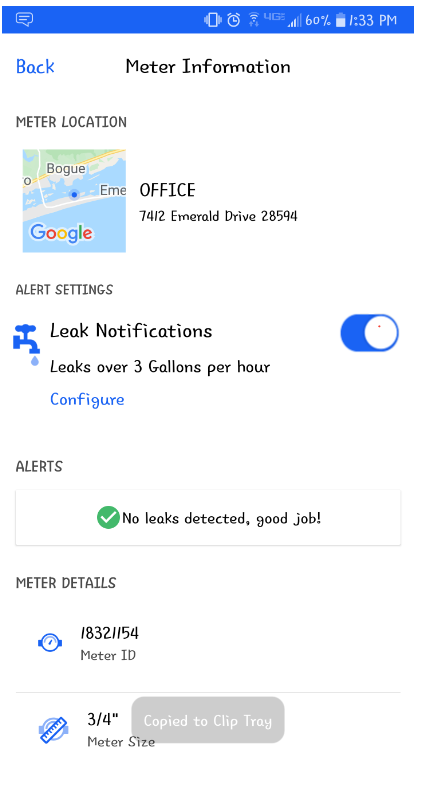 4GE 60% 1:33 PM
Back Meter Information
METER LOCATION
Bogue
Eme
Google
OFFICE
7412 Emerald Drive 28594
ALERT SETTINGS
Leak Notifications
Leaks over 3 Gallons per hour
Configure
ALERTS
No leaks detected, good job!
METER DETAILS
18321154
Meter ID
3/4"
Copied to Clip Tray
Meter Size